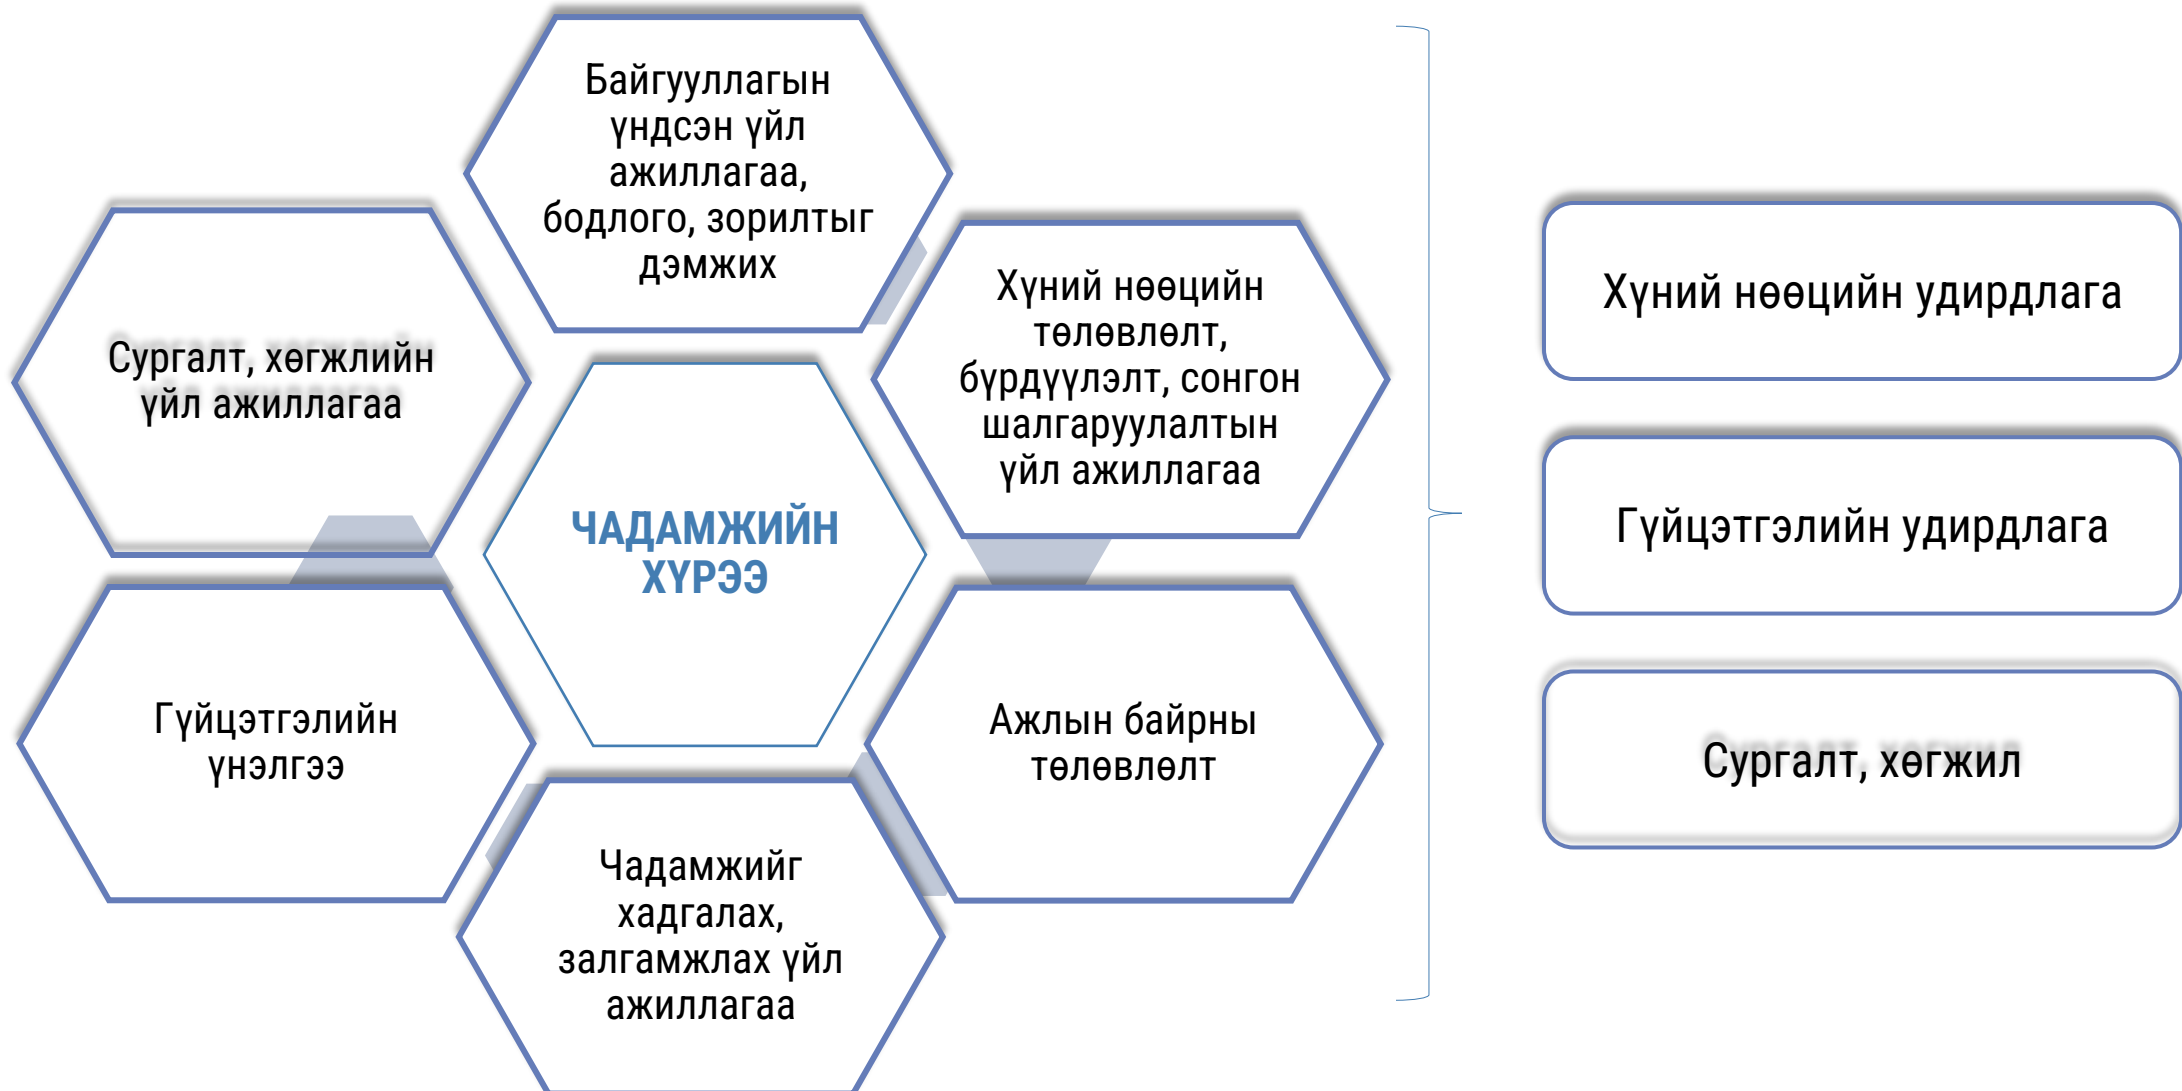 Байгууллагын
үндсэн үйл
ажиллагаа,
бодлого, зорилтыг
дэмжих
Хүний нөөцийн
төлөвлөлт,
бүрдүүлэлт, сонгон
шалгаруулалтын
үйл ажиллагаа
Ажлын байрны
төлөвлөлт
Чадамжийг
хадгалах,
залгамжлах үйл
ажиллагаа
Гүйцэтгэлийн
үнэлгээ
Сургалт, хөгжлийн
үйл ажиллагаа
ЧАДАМЖИЙН
ХҮРЭЭ
Хүний нөөцийн удирдлага
Гүйцэтгэлийн удирдлага
Сургалт, хөгжил